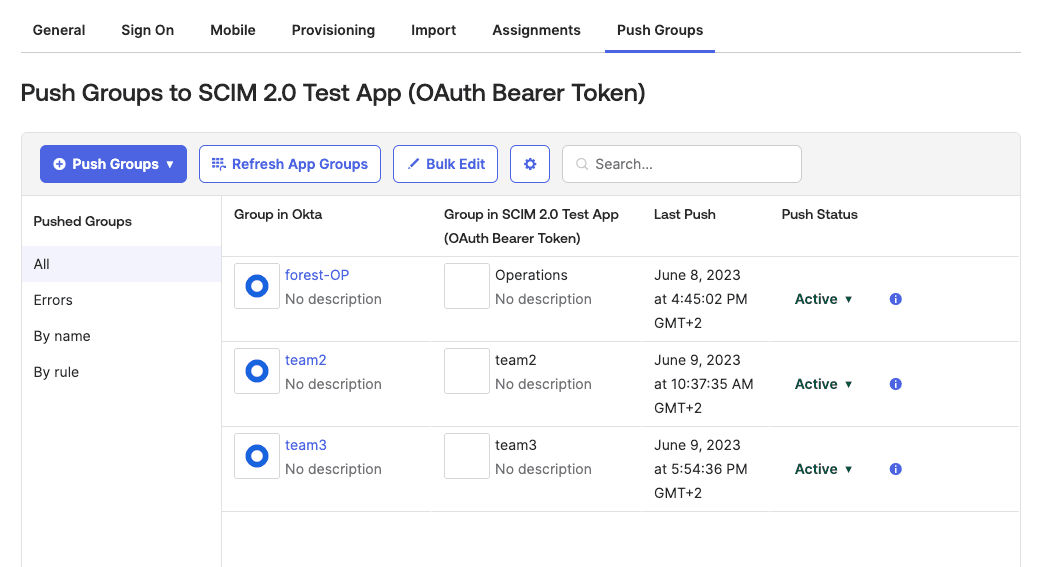 General Sign On Mobile Provisioning Import Assignments Push Groups
Push Groups to SCIM 2.0 Test App (OAuth Bearer Token)
Push Groups ▼ Refresh App Groups Bulk Edit Search...
Pushed Groups
All
Errors
By name
By rule
Group in Okta Group in SCIM 2.0 Test App Last Push Push Status
(OAuth Bearer Token)
forest-OP Operations June 8, 2023
No description No description at 4:45:02 PM Active ▼
GMT+2
team2 team2 June 9, 2023
No description No description at 10:37:35 AM Active ▼
GMT+2
team3 team3 June 9, 2023
No description No description at 5:54:36 PM Active ▼
GMT+2